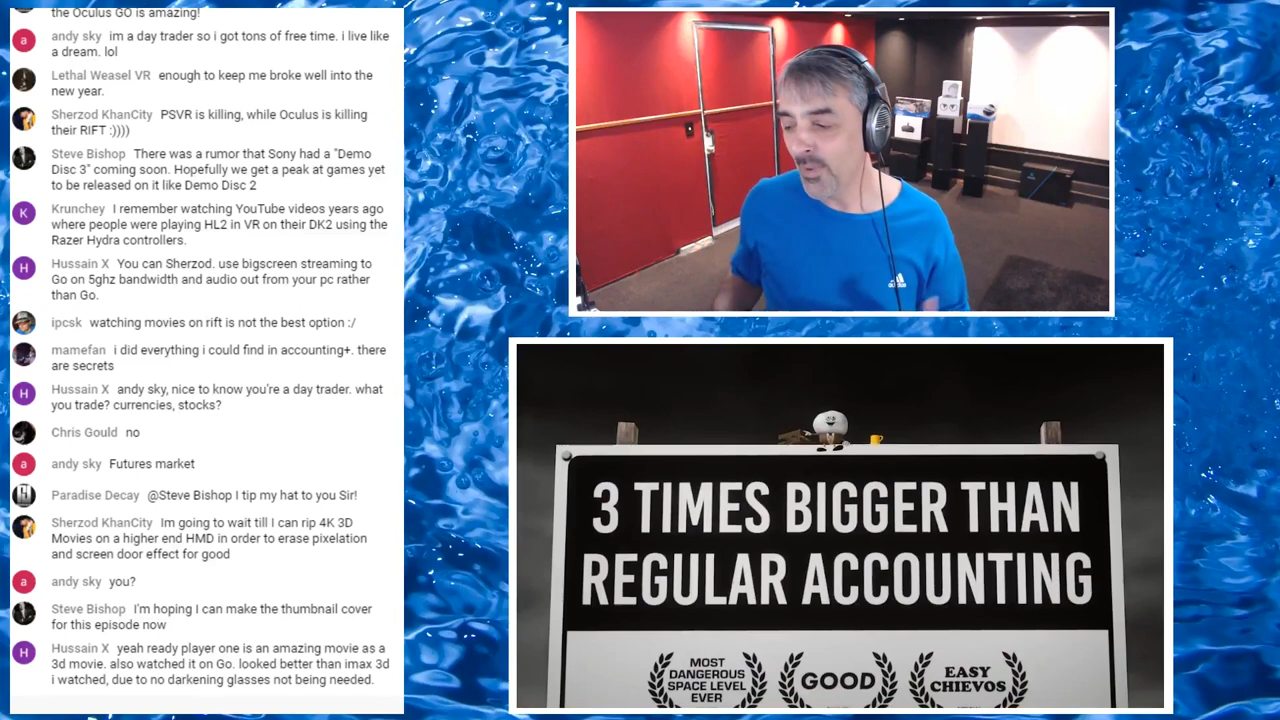 the Oculus GO is amazing!
andy sky im a day trader so i got tons of free time. i live like
a dream. lol
Lethal Weasel VR enough to keep me broke well into the
new year.
Sherzod KhanCity PSVR is killing, while Oculus is killing
their RIFT :))))
Steve Bishop There was a rumor that Sony had a "Demo
Disc 3" coming soon. Hopefully we get a peak at games yet
to be released on it like Demo Disc 2
K
Krunchey I remember watching YouTube videos years ago
where people were playing HL2 in VR on their DK2 using the
Razer Hydra controllers.
H
Hussain X You can Sherzod. use bigscreen streaming to
Go on 5ghz bandwidth and audio out from your pc rather
than Go.
ipcsk watching movies on rift is not the best option :/
mamefan i did everything i could find in accounting+. there
are secrets
H
Hussain X andy sky, nice to know you're a day trader. what
you trade? currencies, stocks?
Chris Gould no
a
andy sky Futures market
Paradise Decay @Steve Bishop I tip my hat to you Sir!
Sherzod KhanCity Im going to wait till I can rip 4K 3D
Movies on a higher end HMD in order to erase pixelation
and screen door effect for good
a
andy sky you?
Steve Bishop I'm hoping I can make the thumbnail cover
for this episode now
H
Hussain X yeah ready player one is an amazing movie as a
3d movie. also watched it on Go. looked better than imax 3d
i watched, due to no darkening glasses not being needed.
a
adidas
3 TIMES BIGGER THAN
REGULAR ACCOUNTING
MOST
DANGEROUS
SPACE LEVEL
EVER
GOOD
EASY
CHIEVOS